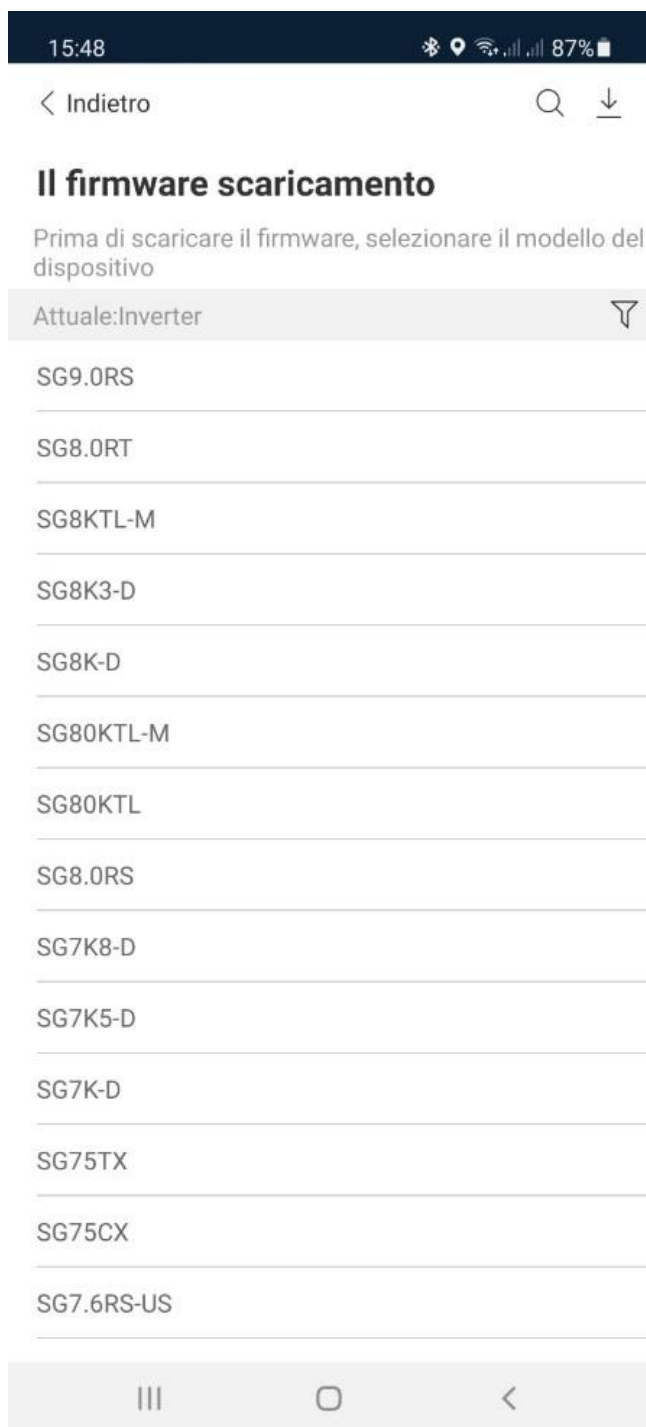 15:48 87%
Indietro
Il firmware scaricamento
Prima di scaricare il firmware, selezionare il modello del
dispositivo
Attuale:Inverter
SG9.0RS
SG8.0RT
SG8KTL-M
SG8K3-D
SG8K-D
SG80KTL-M
SG80KTL
SG8.0RS
SG7K8-D
SG7K5-D
SG7K-D
SG75TX
SG75CX
SG7.6RS-US